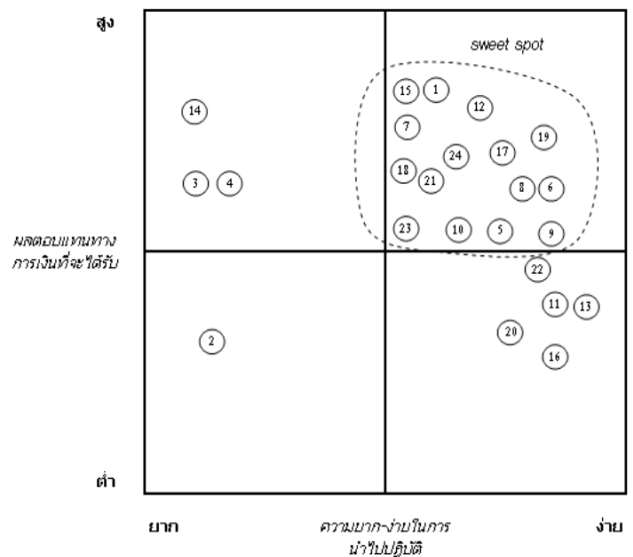 สูง
sweet spot
15 1 12
14
7
19
24 17
18
21
3 4
8 6
23 10 5 9
ผลตอบแทนทาง
การเงินที่จะได้รับ
22
11 13
20
2
16
ต่ำ
ยาก
ความยาก-ง่ายในการ
นำไปปฏิบัติ
ง่าย